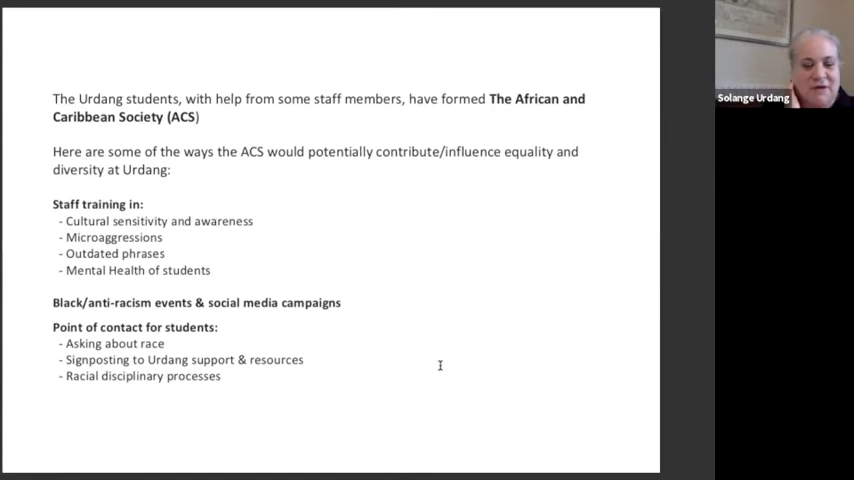 The Urdang students, with help from some staff members, have formed The African and
Caribbean Society (ACS)
Here are some of the ways the ACS would potentially contribute/influence equality and
diversity at Urdang:
Staff training in:
- Cultural sensitivity and awareness
- Microaggressions
- Outdated phrases
- Mental Health of students
Black/anti-racism events & social media campaigns
Point of contact for students:
- Asking about race
- Signposting to Urdang support & resources
- Racial disciplinary processes
Solange Urdang